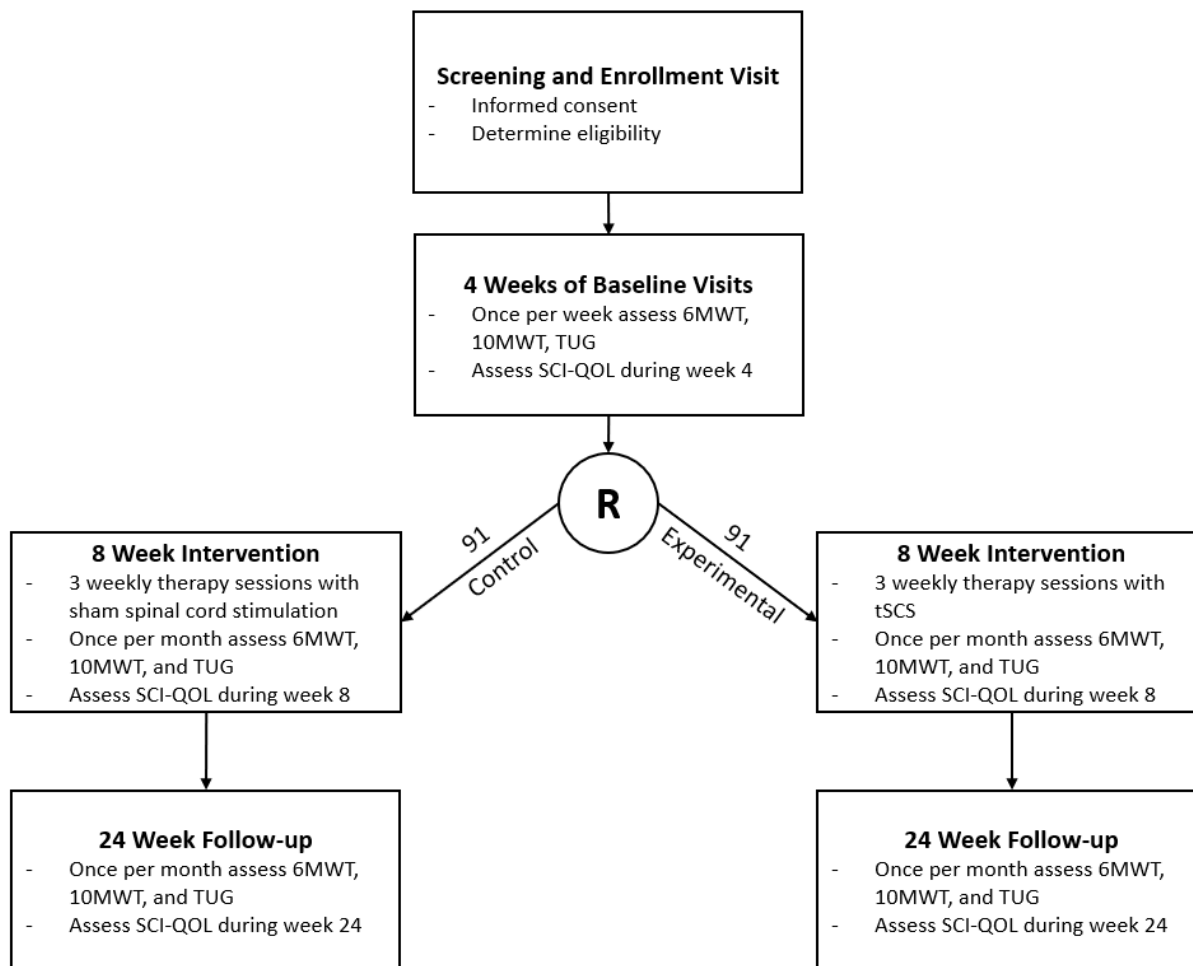 Screening and Enrollment Visit
- Informed consent
- Determine eligibility
4 Weeks of Baseline Visits
- Once per week assess 6MWT,
10MWT, TUG
- Assess SCI-QOL during week 4
R
91
Control
91
Experimental
8 Week Intervention
- 3 weekly therapy sessions with
sham spinal cord stimulation
- Once per month assess 6MWT,
10MWT, and TUG
- Assess SCI-QOL during week 8
8 Week Intervention
- 3 weekly therapy sessions with
tSCS
- Once per month assess 6MWT,
10MWT, and TUG
- Assess SCI-QOL during week 8
24 Week Follow-up
- Once per month assess 6MWT,
10MWT, and TUG
- Assess SCI-QOL during week 24
24 Week Follow-up
- Once per month assess 6MWT,
10MWT, and TUG
- Assess SCI-QOL during week 24